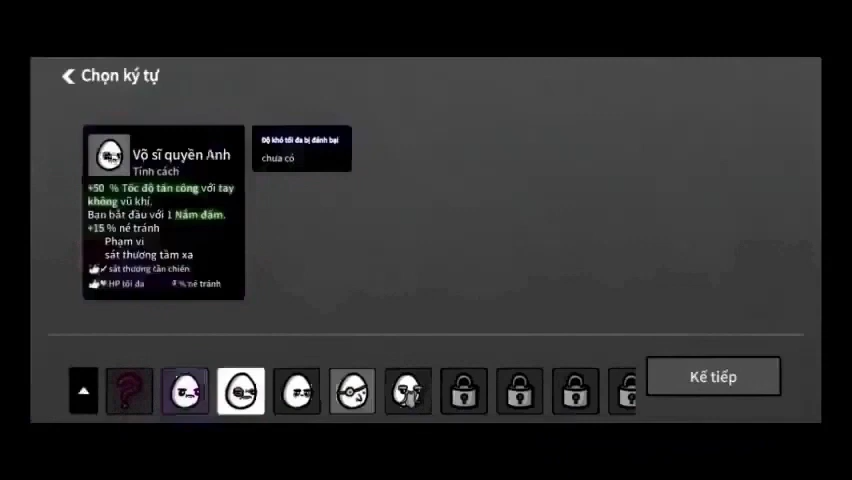 Chọn ký tự
Võ sĩ quyền Anh
Tính cách
+50 % Tốc độ tấn công với tay
không vũ khí.
Bạn bắt đầu với 1 Nắm đấm.
+15 % né tránh
Phạm vi
sát thương tầm xa
sát thương cận chiến
HP tối đa
% né tránh
Độ khó tối đa bị đánh bại
chưa có
Kế tiếp